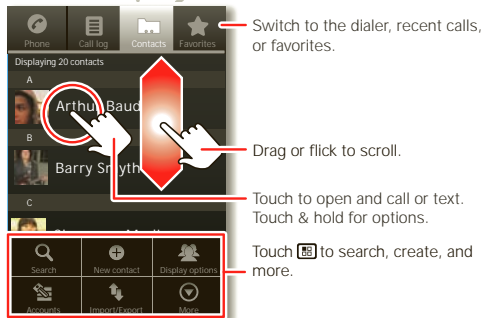 Phone
Call log
Contacts
Favorites
Displaying 20 contacts
A
Arthur Baud
B
Barry Smyth
C
Search
New contact
Display options
Accounts
Import/Export
More
Switch to the dialer, recent calls,
or favorites.
Drag or flick to scroll.
Touch to open and call or text.
Touch & hold for options.
Touch to search, create, and
more.